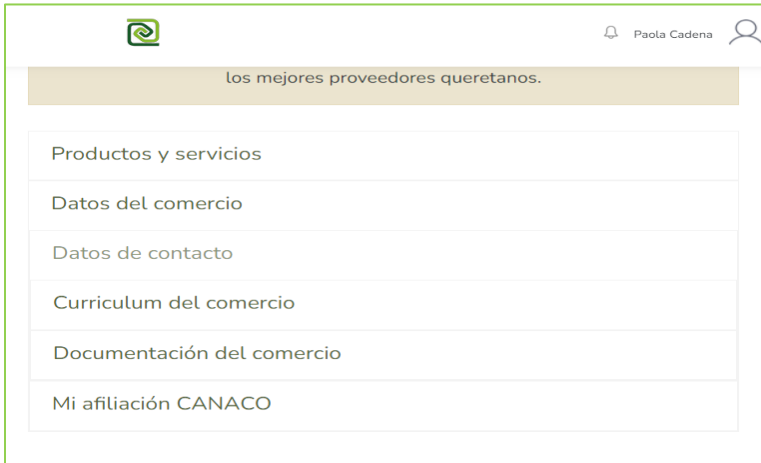 Paola Cadena
los mejores proveedores queretanos.
Productos y servicios
Datos del comercio
Datos de contacto
Curriculum del comercio
Documentación del comercio
Mi afiliación CANACO